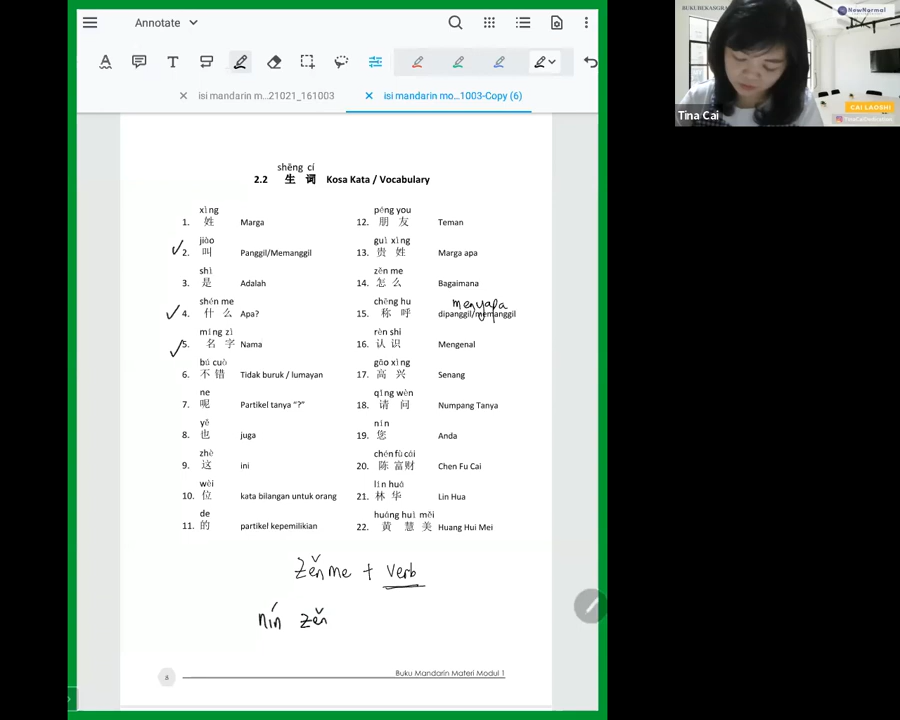 Annotate
isi mandarin m...21021_161003
isi mandarin mo...1003-Copy (6)
shēng cí
2.2 生 词 Kosa Kata / Vocabulary
xìng
1. 姓 Marga
jiào
2. 叫 Panggil/Memanggil
shì
3. 是 Adalah
shén me
4. 什 么 Apa?
míng zì
5. 名 字 Nama
bú cuò
6. 不 错 Tidak buruk / lumayan
ne
7. 呢 Partikel tanya "?"
yě
8. 也 juga
zhè
9. 这 ini
wèi
10. 位 kata bilangan untuk orang
de
11. 的 partikel kepemilikian
péng you
12. 朋 友 Teman
guì xìng
13. 贵 姓 Marga apa
zěn me
14. 怎 么 Bagaimana
menyapa
chēng hu
15. 称 呼 dipanggil/memanggil
rèn shi
16. 认 识 Mengenal
gāo xìng
17. 高 兴 Senang
qǐng wèn
18. 请 问 Numpang Tanya
nín
19. 您 Anda
chén fù cái
20. 陈 富财 Chen Fu Cai
lín huá
21. 林 华 Lin Hua
huáng huì měi
22. 黄 慧 美 Huang Hui Mei
zěnme + verb
nín zěn
Buku Mandarin Materi Modul 1
NewNormal
Tina Cai
CAI LAOSHI